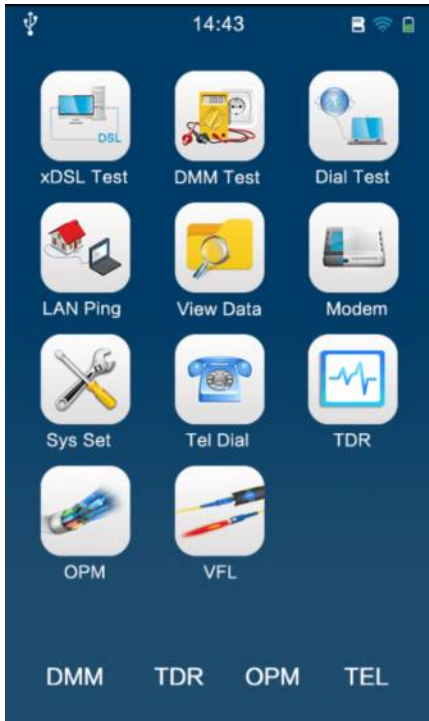 14:43
DSL
xDSL Test DMM Test Dial Test
LAN Ping View Data Modem
Sys Set Tel Dial TDR
OPM VFL
DMM TDR OPM TEL